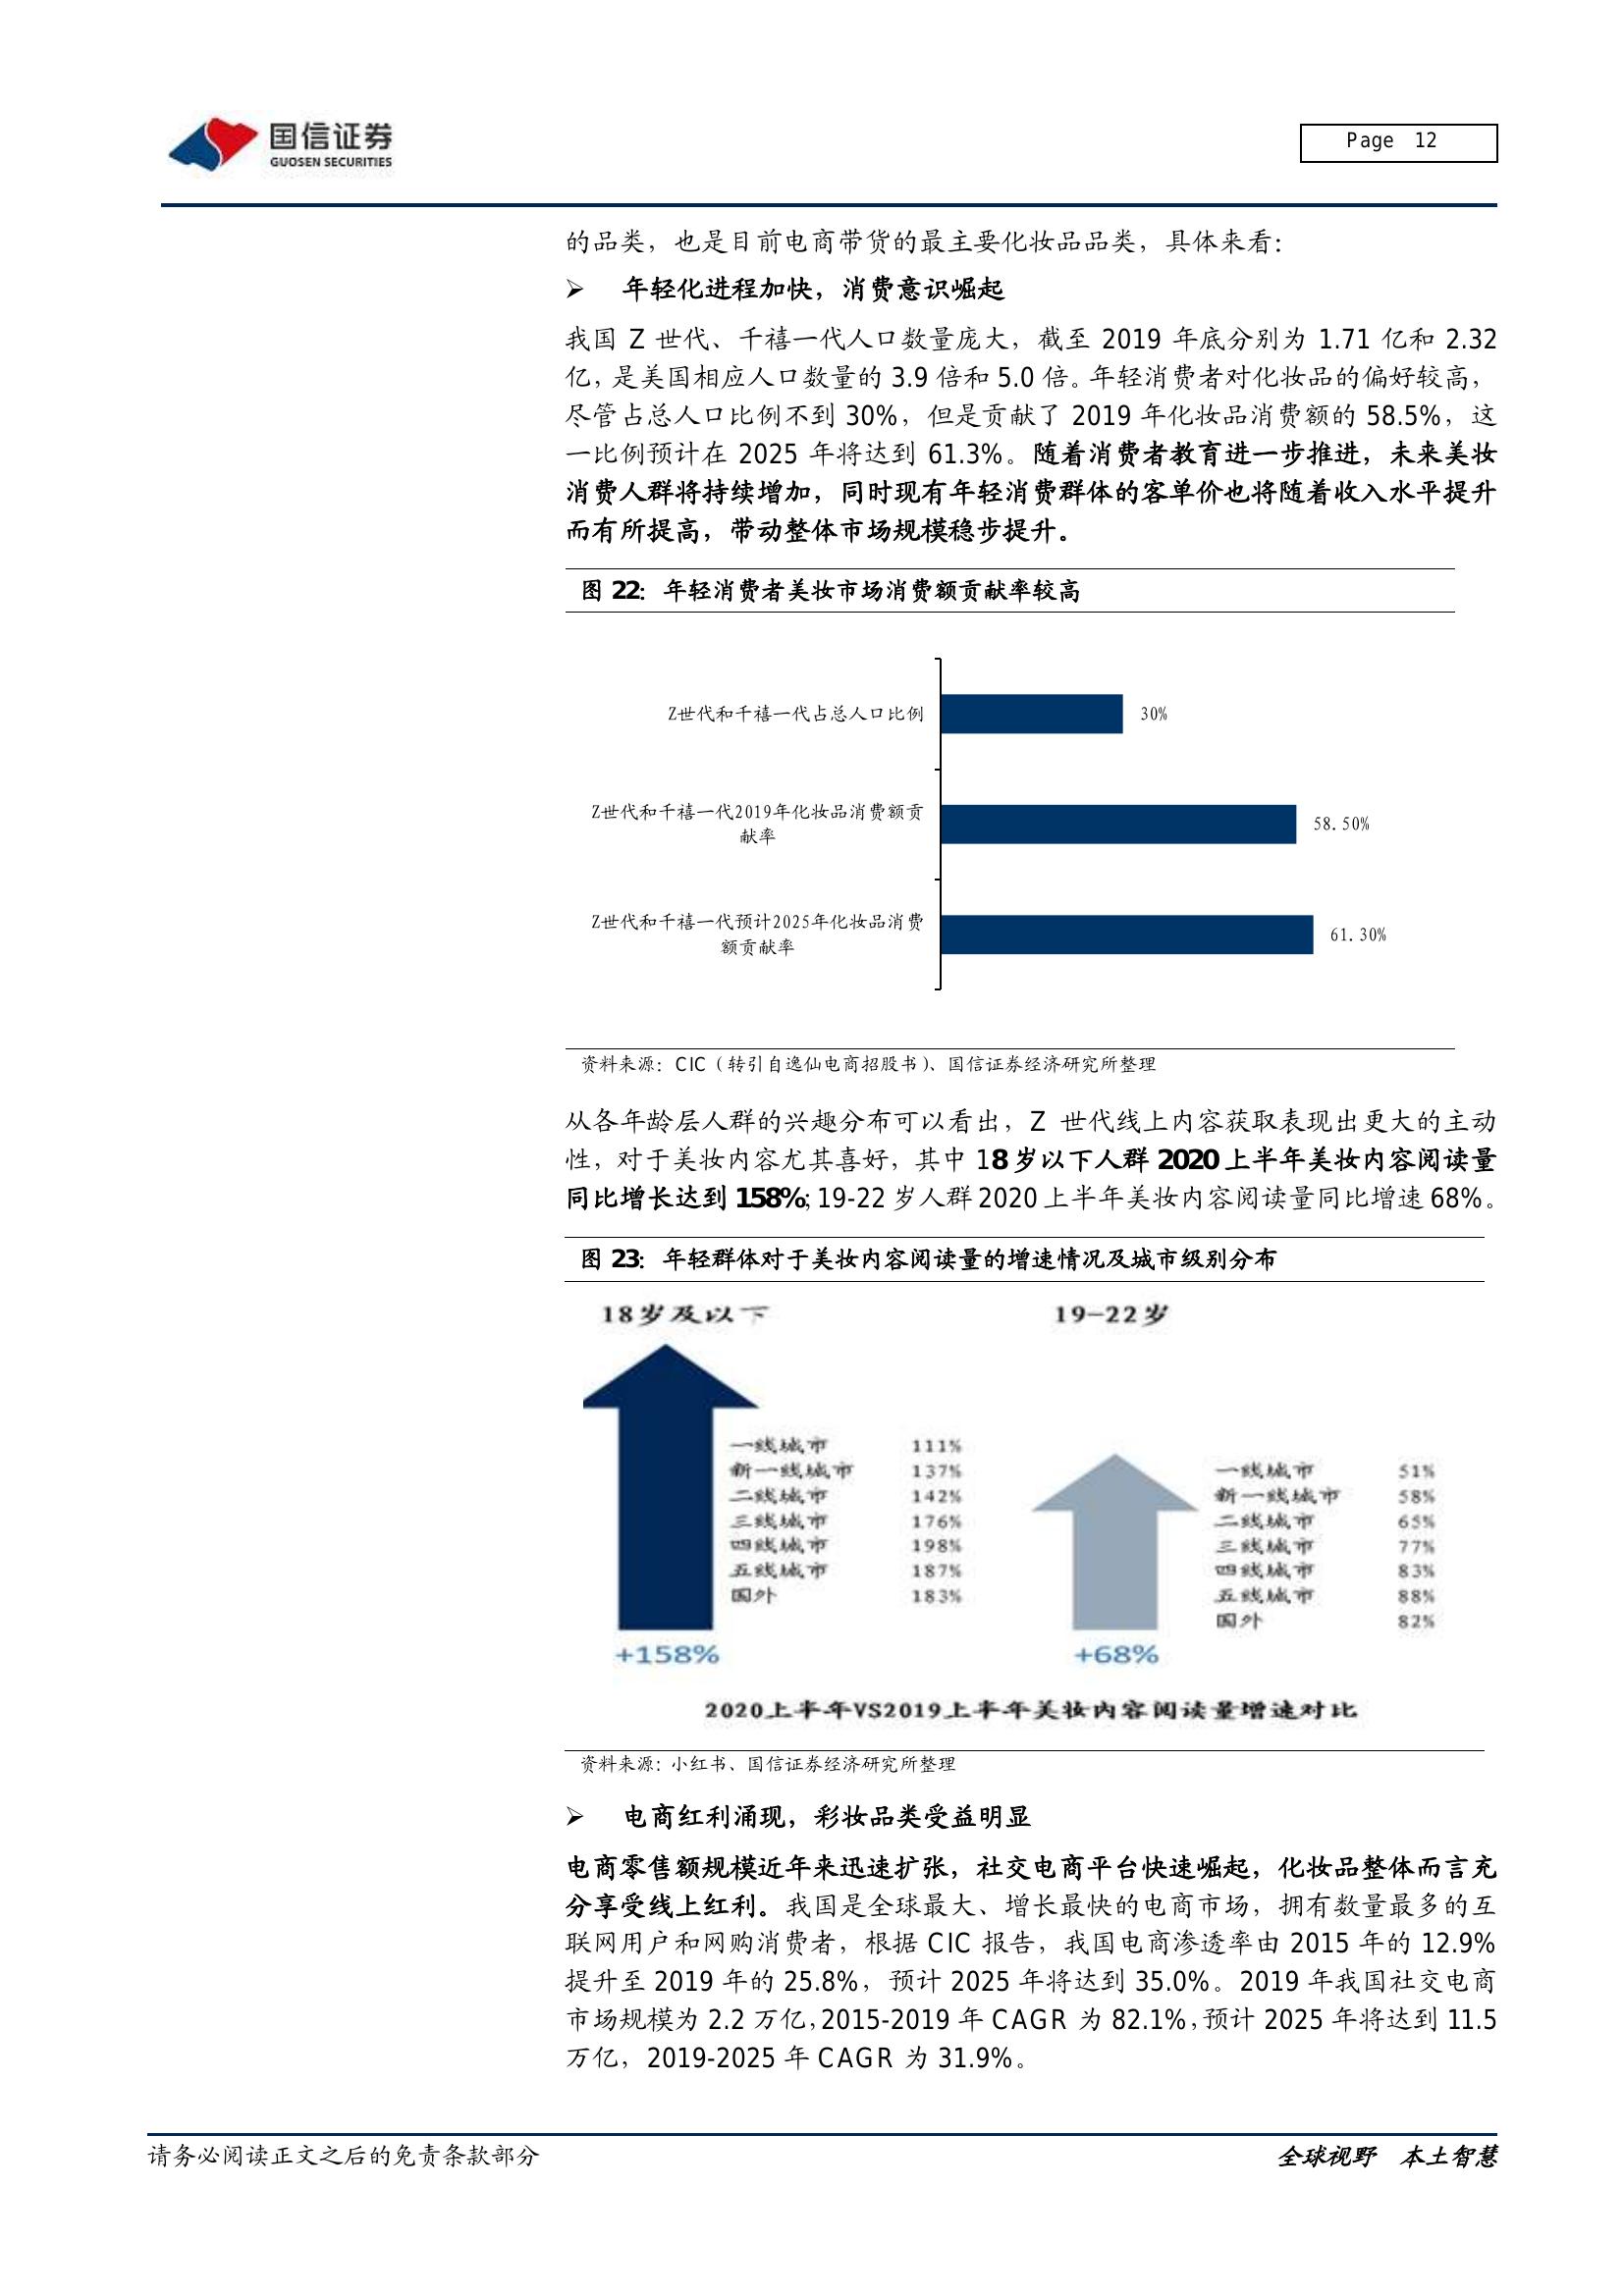 国信证券
GUOSEN SECURITIES
Page 12
的品类，也是目前电商带货的最主要化妆品品类，具体来看：
➢ 年轻化进程加快，消费意识崛起
我国 Z 世代、千禧一代人口数量庞大，截至 2019 年底分别为 1.71 亿和 2.32
亿，是美国相应人口数量的 3.9 倍和 5.0 倍。年轻消费者对化妆品的偏好较高，
尽管占总人口比例不到 30%，但是贡献了 2019 年化妆品消费额的 58.5%，这
一比例预计在 2025 年将达到 61.3%。随着消费者教育进一步推进，未来美妆
消费人群将持续增加，同时现有年轻消费群体的客单价也将随着收入水平提升
而有所提高，带动整体市场规模稳步提升。
图 22：年轻消费者美妆市场消费额贡献率较高
Z世代和千禧一代占总人口比例 30%
Z世代和千禧一代2019年化妆品消费额贡
献率 58.50%
Z世代和千禧一代预计2025年化妆品消费
额贡献率 61.30%
资料来源：CIC（转引自逸仙电商招股书）、国信证券经济研究所整理
从各年龄层人群的兴趣分布可以看出，Z 世代线上内容获取表现出更大的主动
性，对于美妆内容尤其喜好，其中 18 岁以下人群 2020 上半年美妆内容阅读量
同比增长达到 158%；19-22 岁人群 2020 上半年美妆内容阅读量同比增速 68%。
图 23：年轻群体对于美妆内容阅读量的增速情况及城市级别分布
18岁及以下
一线城市 111%
新一线城市 137%
二线城市 142%
三线城市 176%
四线城市 198%
五线城市 187%
国外 183%
+158%
19-22岁
一线城市 51%
新一线城市 58%
二线城市 65%
三线城市 77%
四线城市 83%
五线城市 88%
国外 82%
+68%
2020上半年VS2019上半年美妆内容阅读量增速对比
资料来源：小红书、国信证券经济研究所整理
➢ 电商红利涌现，彩妆品类受益明显
电商零售额规模近年来迅速扩张，社交电商平台快速崛起，化妆品整体而言充
分享受线上红利。我国是全球最大、增长最快的电商市场，拥有数量最多的互
联网用户和网购消费者，根据 CIC 报告，我国电商渗透率由 2015 年的 12.9%
提升至 2019 年的 25.8%，预计 2025 年将达到 35.0%。2019 年我国社交电商
市场规模为 2.2 万亿，2015-2019 年 CAGR 为 82.1%，预计 2025 年将达到 11.5
万亿，2019-2025 年 CAGR 为 31.9%。
请务必阅读正文之后的免责条款部分
全球视野 本土智慧